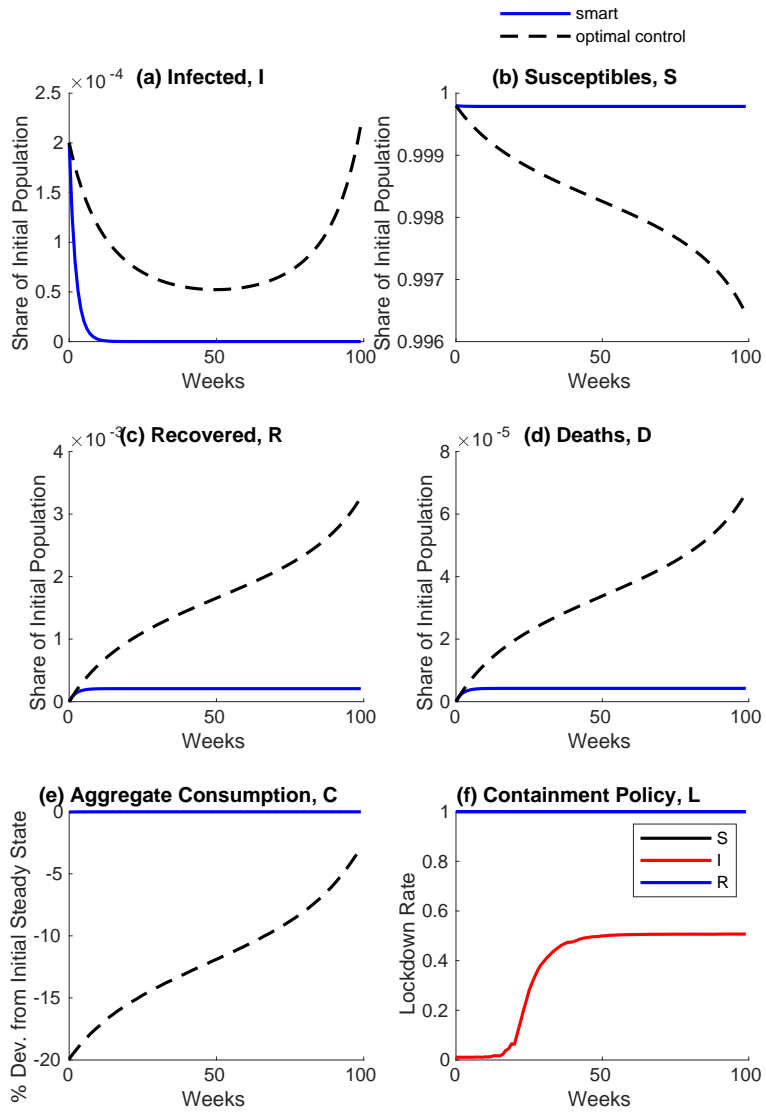 smart
optimal control
×10 -4
(a) Infected, I
2.5
2
1.5
1
0.5
0
Share of Initial Population
0
50
100
Weeks
(b) Susceptibles, S
1
0.999
0.998
0.997
0.996
Share of Initial Population
0
50
100
Weeks
×10 -3
(c) Recovered, R
4
3
2
1
0
Share of Initial Population
0
50
100
Weeks
×10 -5
(d) Deaths, D
8
6
4
2
0
Share of Initial Population
0
50
100
Weeks
(e) Aggregate Consumption, C
0
-5
-10
-15
-20
% Dev. from Initial Steady State
0
50
100
Weeks
(f) Containment Policy, L
1
0.8
0.6
0.4
0.2
0
Lockdown Rate
S
I
R
0
50
100
Weeks